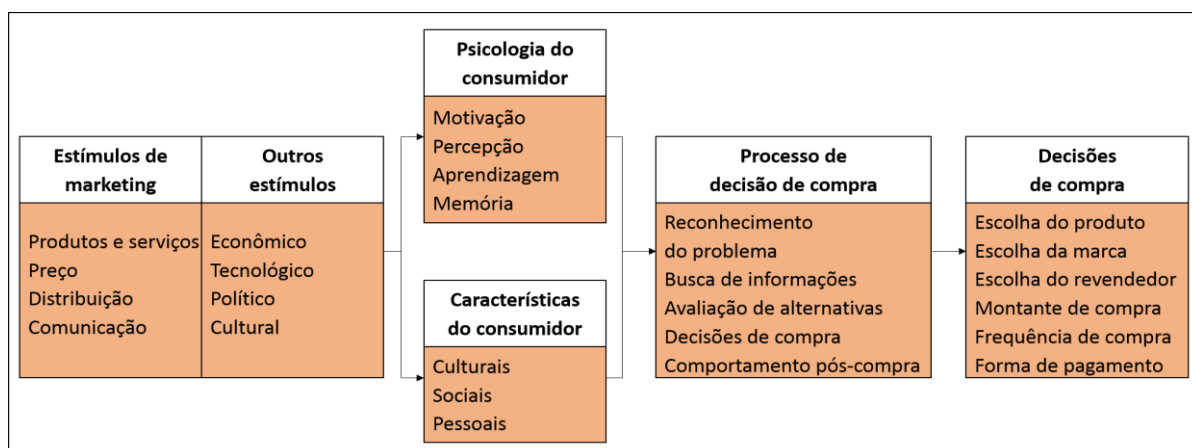 Estímulos de
marketing
Produtos e serviços
Preço
Distribuição
Comunicação
Outros
estímulos
Econômico
Tecnológico
Político
Cultural
Psicologia do
consumidor
Motivação
Percepção
Aprendizagem
Memória
Características
do consumidor
Culturais
Sociais
Pessoais
Processo de
decisão de compra
Reconhecimento
do problema
Busca de informações
Avaliação de alternativas
Decisões de compra
Comportamento pós-compra
Decisões
de compra
Escolha do produto
Escolha da marca
Escolha do revendedor
Montante de compra
Frequência de compra
Forma de pagamento